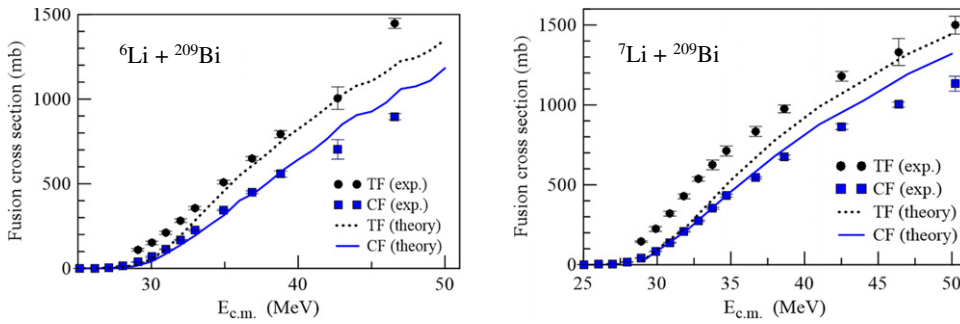 Fusion cross section (mb)
1500
1000
500
0
⁶Li + ²⁰⁹Bi
TF (exp.)
CF (exp.)
TF (theory)
CF (theory)
30 40 50
E_c.m. (MeV)
Fusion cross section (mb)
1500
1000
500
0
⁷Li + ²⁰⁹Bi
TF (exp.)
CF (exp.)
TF (theory)
CF (theory)
25 30 35 40 45 50
E_c.m. (MeV)